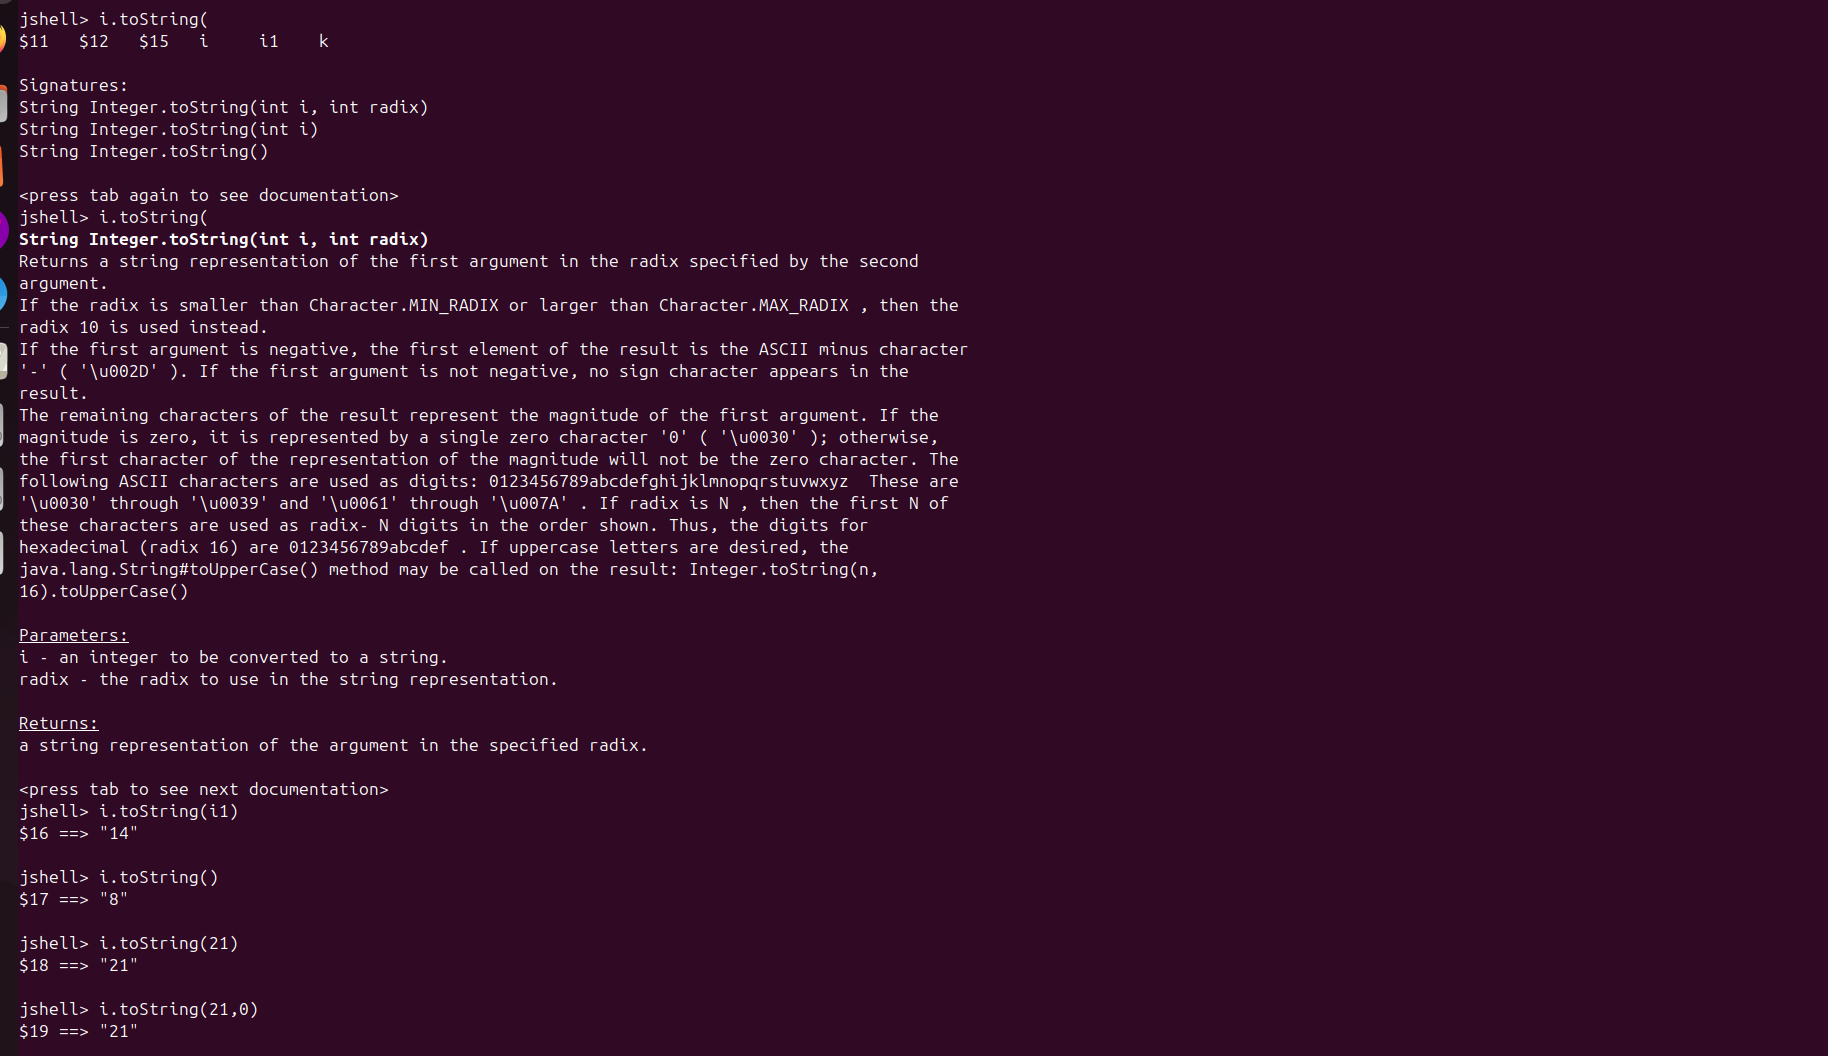 jshell> i.toString(
$11   $12   $15   i     i1    k
Signatures:
String Integer.toString(int i, int radix)
String Integer.toString(int i)
String Integer.toString()
<press tab again to see documentation>
jshell> i.toString(
String Integer.toString(int i, int radix)
Returns a string representation of the first argument in the radix specified by the second
argument.
If the radix is smaller than Character.MIN_RADIX or larger than Character.MAX_RADIX , then the
radix 10 is used instead.
If the first argument is negative, the first element of the result is the ASCII minus character
'-' ( '\u002D' ). If the first argument is not negative, no sign character appears in the
result.
The remaining characters of the result represent the magnitude of the first argument. If the
magnitude is zero, it is represented by a single zero character '0' ( '\u0030' ); otherwise,
the first character of the representation of the magnitude will not be the zero character. The
following ASCII characters are used as digits: 0123456789abcdefghijklmnopqrstuvwxyz  These are
'\u0030' through '\u0039' and '\u0061' through '\u007A' . If radix is N , then the first N of
these characters are used as radix- N digits in the order shown. Thus, the digits for
hexadecimal (radix 16) are 0123456789abcdef . If uppercase letters are desired, the
java.lang.String#toUpperCase() method may be called on the result: Integer.toString(n,
16).toUpperCase()
Parameters:
i - an integer to be converted to a string.
radix - the radix to use in the string representation.
Returns:
a string representation of the argument in the specified radix.
<press tab to see next documentation>
jshell> i.toString(i1)
$16 ==> "14"
jshell> i.toString()
$17 ==> "8"
jshell> i.toString(21)
$18 ==> "21"
jshell> i.toString(21,0)
$19 ==> "21"